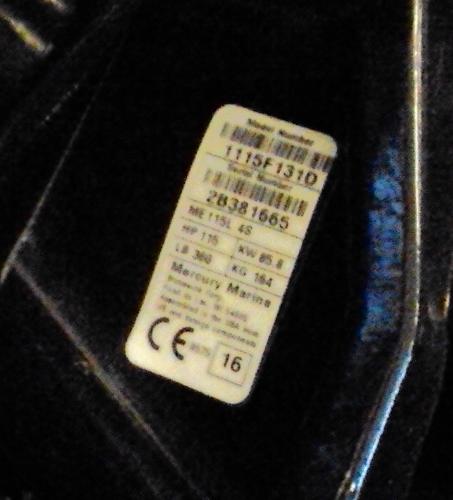 Model Number
1115F131D
Serial Number
2B381665
ME 115L 4S
HP 115 KW 85.8
LB 360 KG 164
Mercury Marine
CE 16